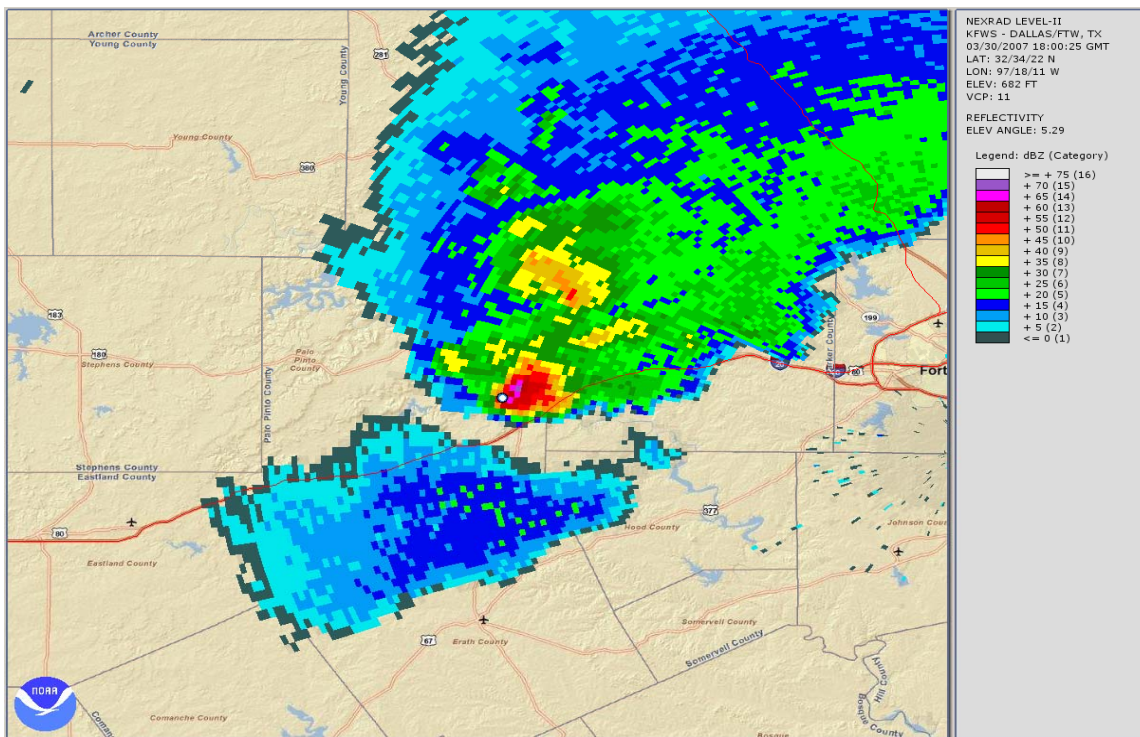 Archer County
Young County
281
Young County
Young County
380
183
180
Stephens County
Palo
Pinto
County
Palo Pinto County
199
Parker County
20
80
Fort
Stephens County
Eastland County
80
Eastland County
377
Hood County
Johnson Coun
67
Erath County
Somervell County
Somervell County
Hill County
Bosque County
Comanche County
Coman
Bosque
NOAA
NEXRAD LEVEL-II
KFWS - DALLAS/FTW, TX
03/30/2007 18:00:25 GMT
LAT: 32/34/22 N
LON: 97/18/11 W
ELEV: 682 FT
VCP: 11
REFLECTIVITY
ELEV ANGLE: 5.29
Legend: dBZ (Category)
>= + 75 (16)
+ 70 (15)
+ 65 (14)
+ 60 (13)
+ 55 (12)
+ 50 (11)
+ 45 (10)
+ 40 (9)
+ 35 (8)
+ 30 (7)
+ 25 (6)
+ 20 (5)
+ 15 (4)
+ 10 (3)
+ 5 (2)
<= 0 (1)